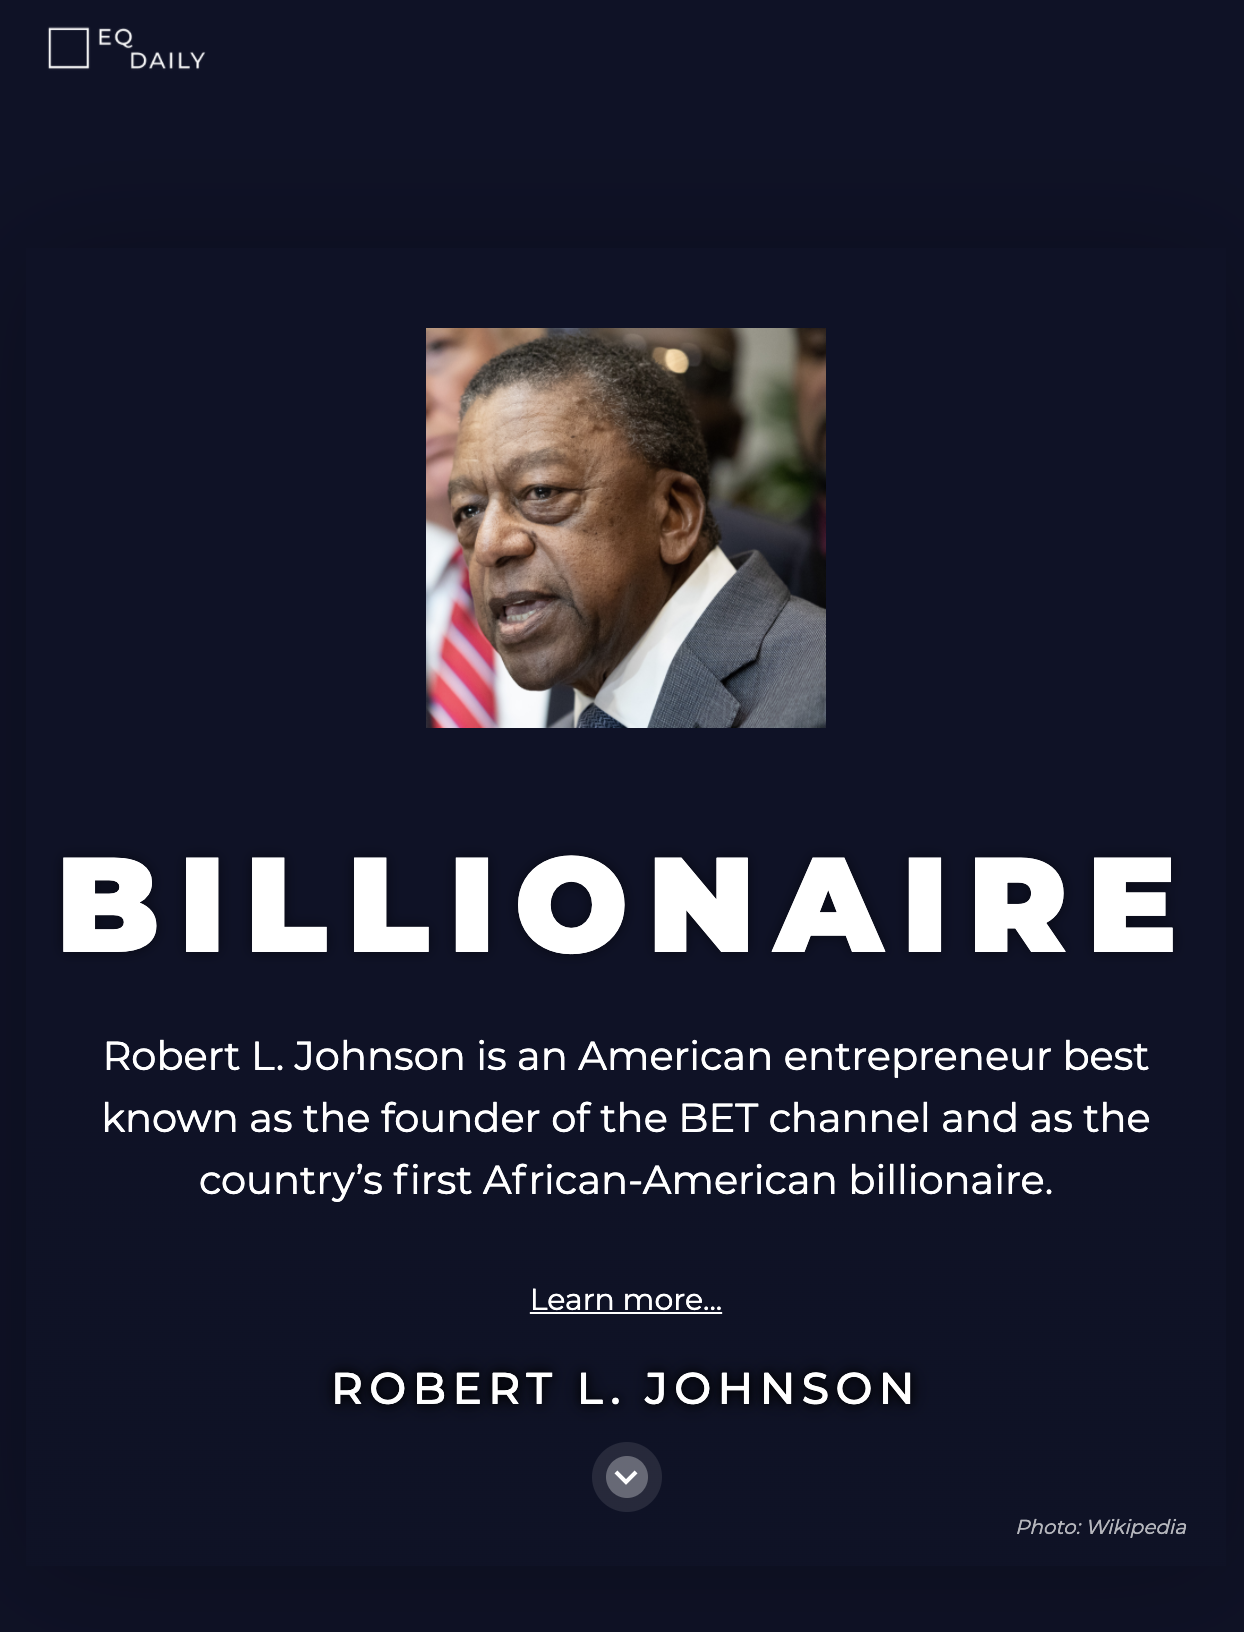 EQ
DAILY
BILLIONAIRE
Robert L. Johnson is an American entrepreneur best
known as the founder of the BET channel and as the
country’s first African-American billionaire.
Learn more...
ROBERT L. JOHNSON
Photo: Wikipedia